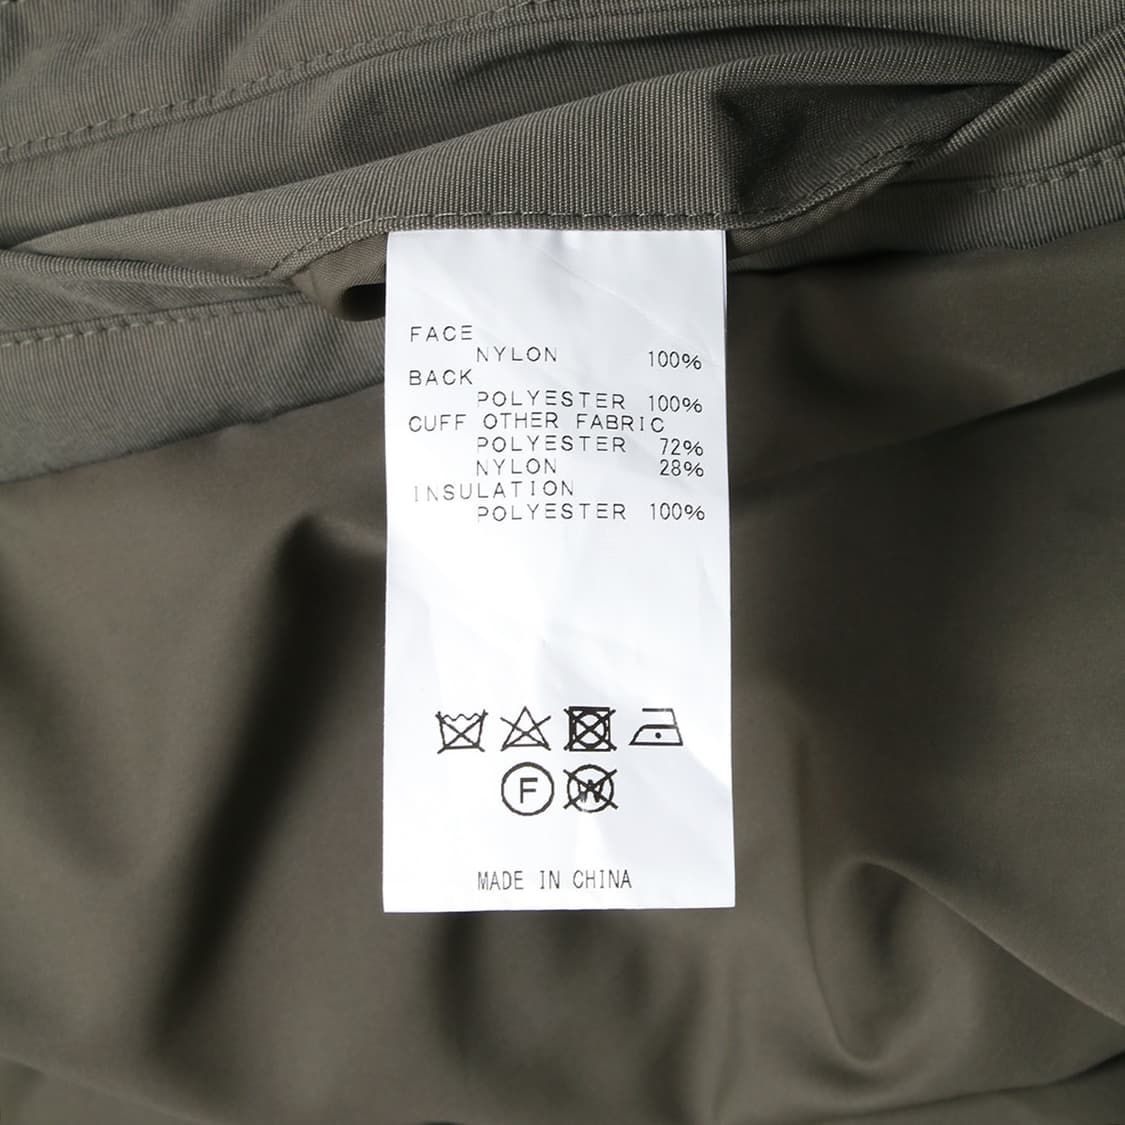 FACE
NYLON 100%
BACK
POLYESTER 100%
CUFF OTHER FABRIC
POLYESTER 72%
NYLON 28%
INSULATION
POLYESTER 100%
F W
MADE IN CHINA